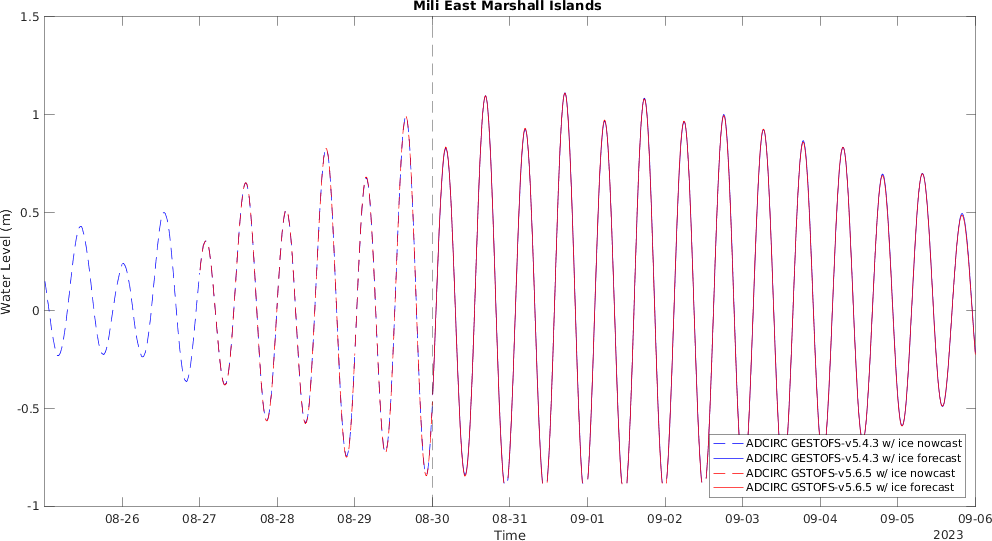 Mili East Marshall Islands
1.5
1
0.5
0
-0.5
-1
Water Level (m)
ADCIRC GESTOFS-v5.4.3 w/ ice nowcast
ADCIRC GESTOFS-v5.4.3 w/ ice forecast
ADCIRC GSTOFS-v5.6.5 w/ ice nowcast
ADCIRC GSTOFS-v5.6.5 w/ ice forecast
08-26 08-27 08-28 08-29 08-30 08-31 09-01 09-02 09-03 09-04 09-05 09-06
Time
2023